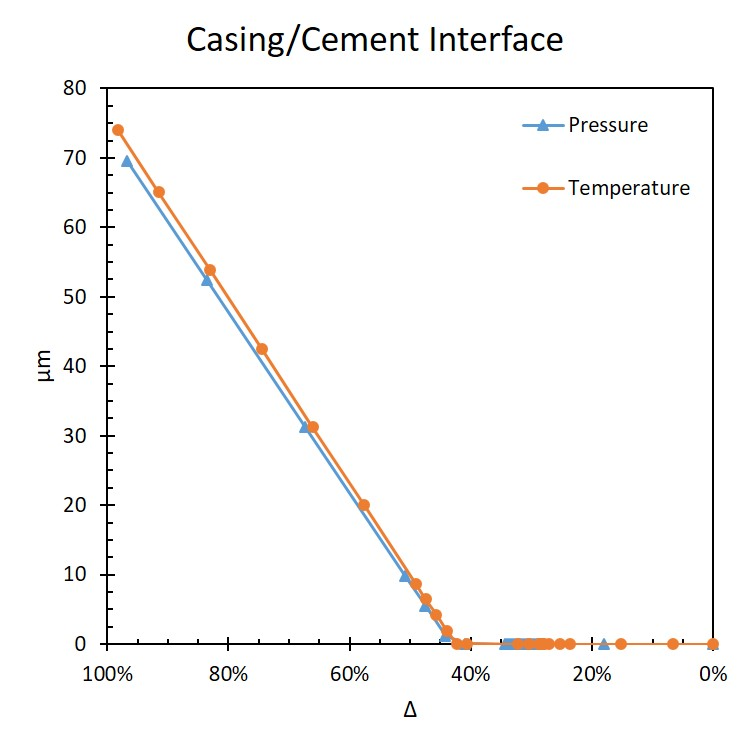 Casing/Cement Interface
80
70
60
50
40
30
20
10
0
μm
Pressure
Temperature
100% 80% 60% 40% 20% 0%
Δ